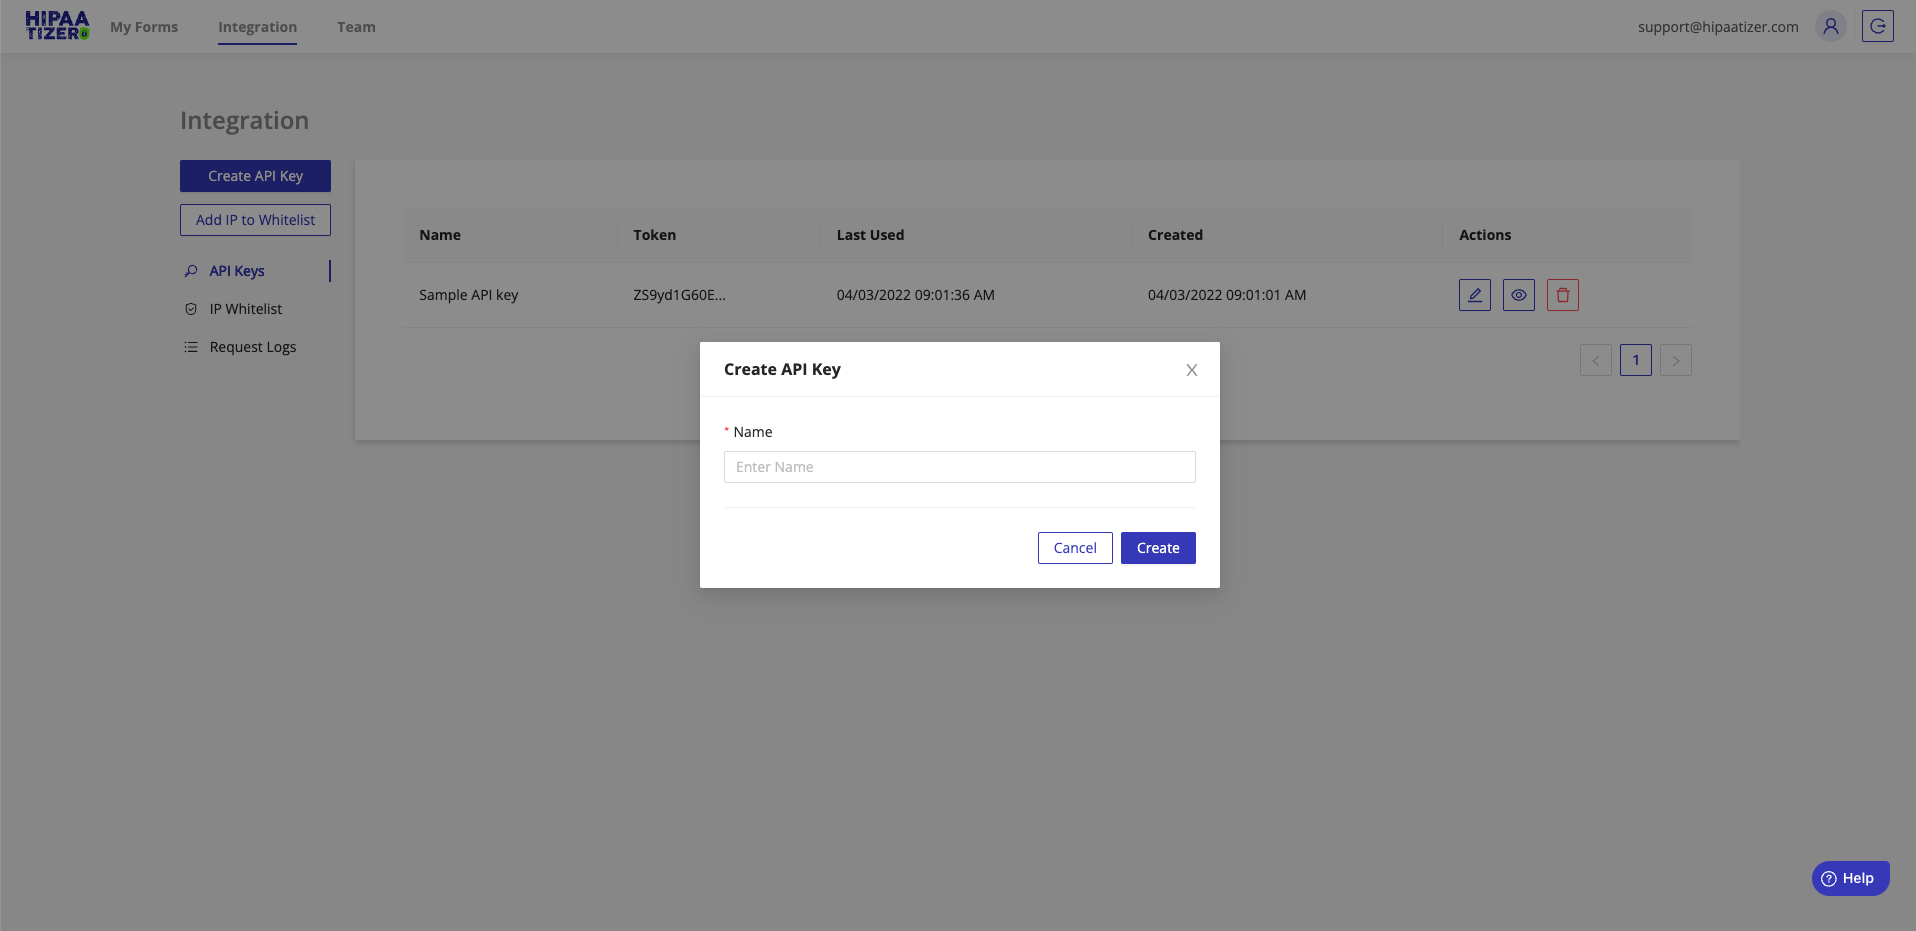 HIPAA
TIZER
My Forms
Integration
Team
support@hipaatizer.com
Integration
Create API Key
Add IP to Whitelist
API Keys
IP Whitelist
Request Logs
Name Token Last Used Created Actions
Sample API key ZS9yd1G60E... 04/03/2022 09:01:36 AM 04/03/2022 09:01:01 AM
< 1 >
Create API Key
X
* Name
Enter Name
Cancel
Create
? Help